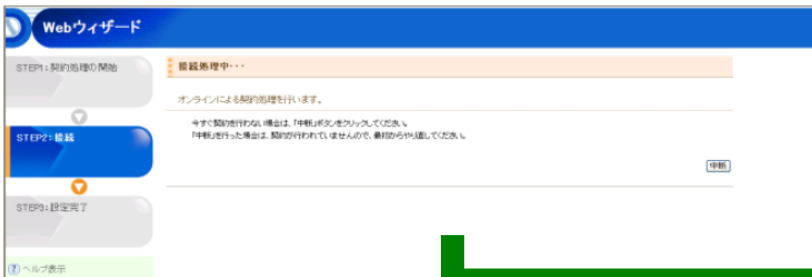 Webウィザード
STEP1:契約処理の開始
接続処理中・・・
オンラインによる契約処理を行います。
今すぐ契約を行わない場合は、「中断」ボタンをクリックしてください。
「中断」を行った場合は、契約が行われていませんので、最初からやり直してください。
STEP2:接続
中断
STEP3:設定完了
ヘルプ表示